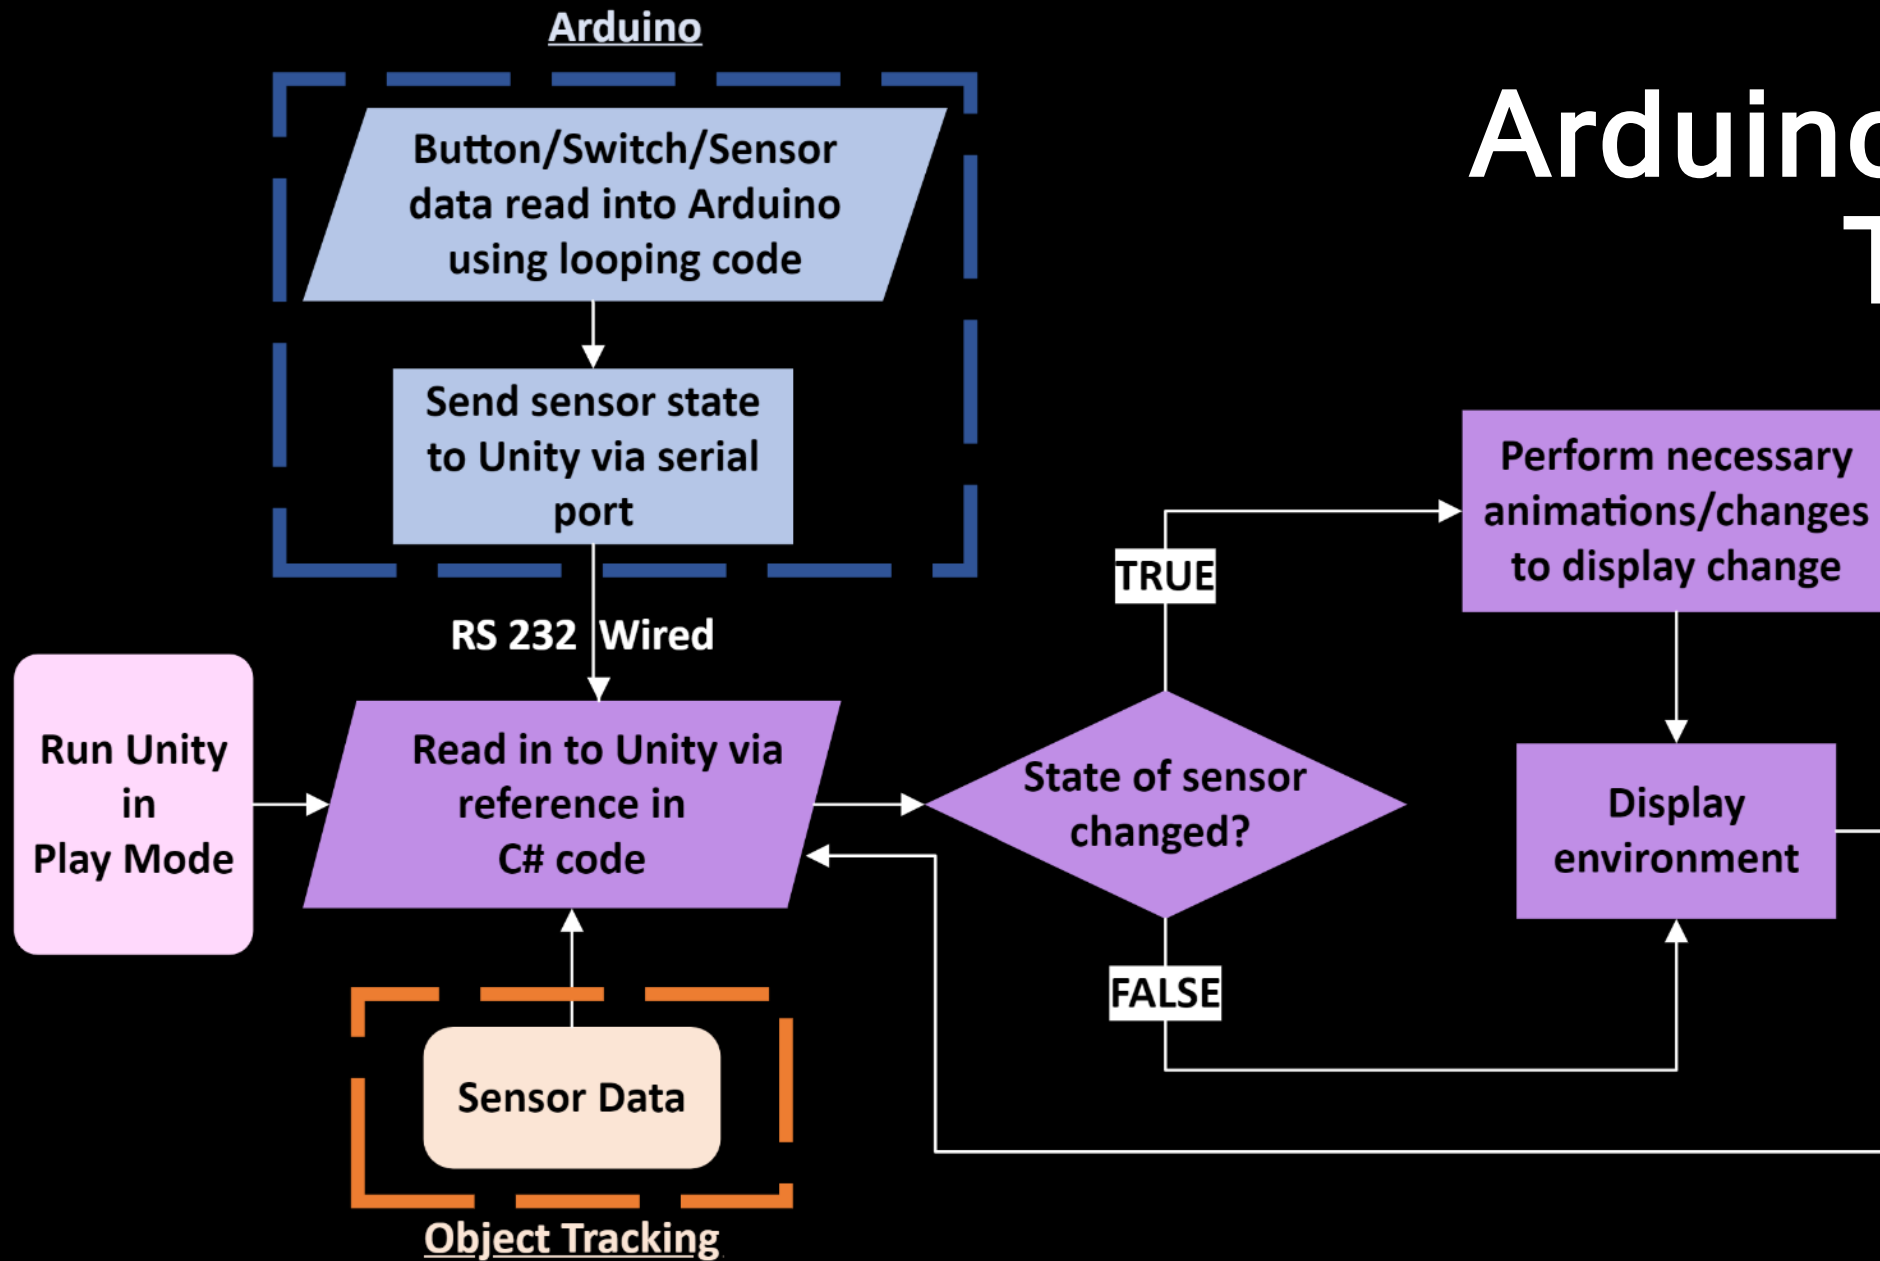 Arduino
Button/Switch/Sensor
data read into Arduino
using looping code
Send sensor state
to Unity via serial
port
RS 232 Wired
Run Unity
in
Play Mode
Read in to Unity via
reference in
C# code
Sensor Data
Object Tracking
State of sensor
changed?
TRUE
FALSE
Perform necessary
animations/changes
to display change
Display
environment
Arduino
T